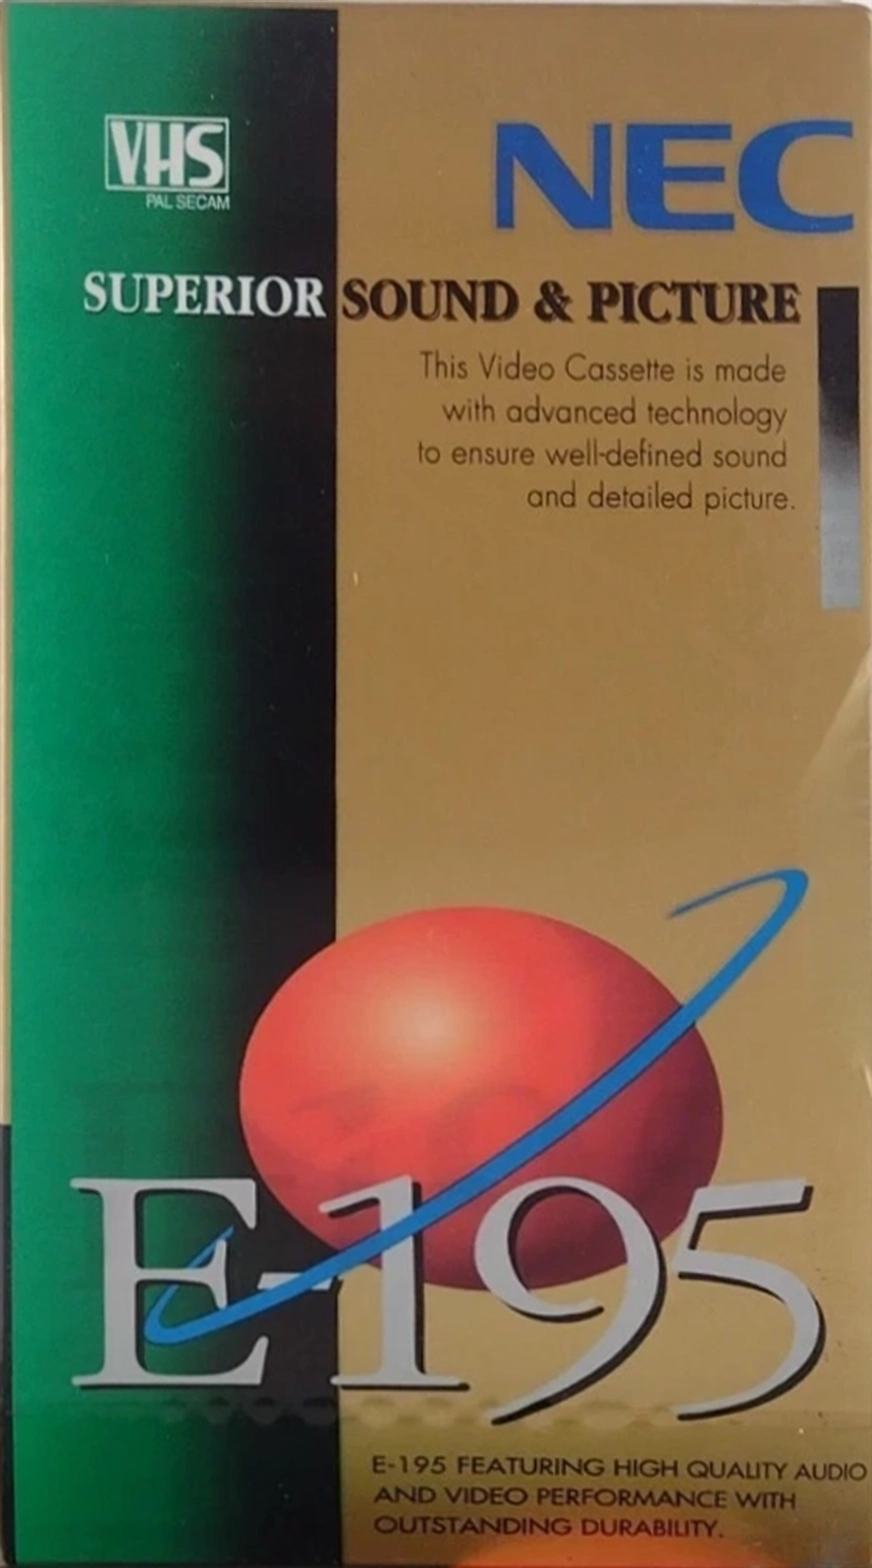 VHS
PAL SECAM
NEC
SUPERIOR SOUND & PICTURE
This Video Cassette is made
with advanced technology
to ensure well-defined sound
and detailed picture.
E-195
E-195 FEATURING HIGH QUALITY AUDIO
AND VIDEO PERFORMANCE WITH
OUTSTANDING DURABILITY.